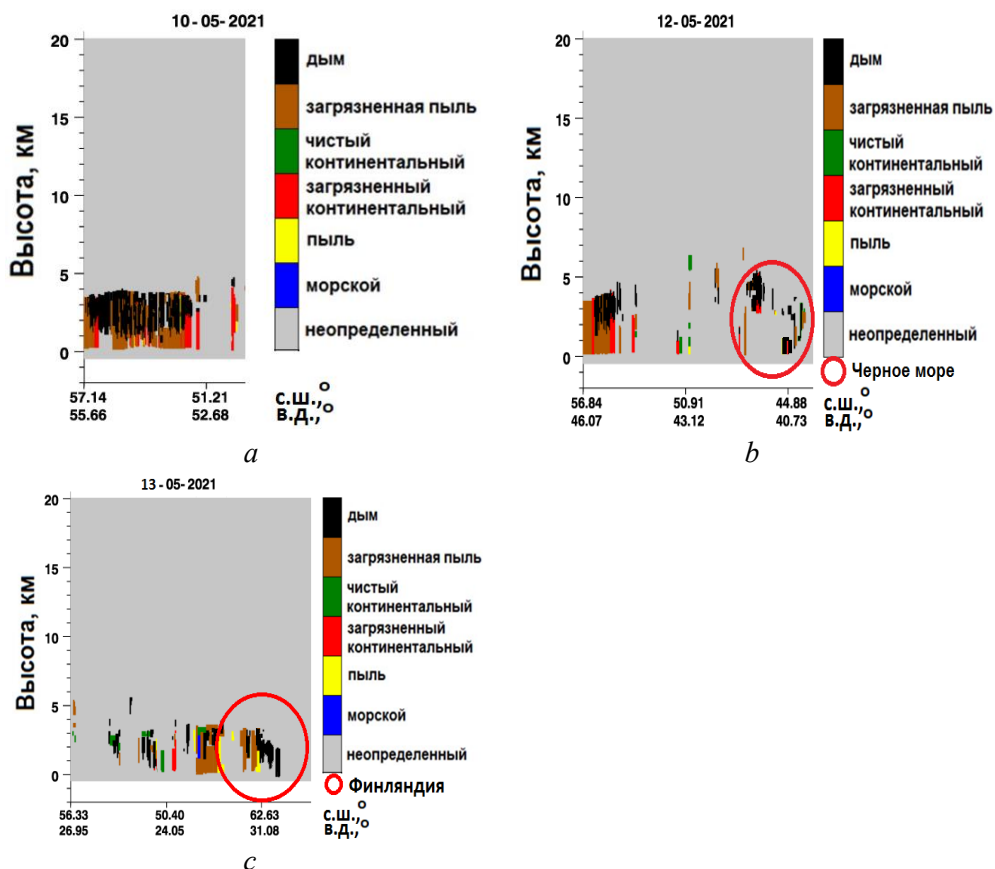 10 - 05- 2021
20
15
10
5
0
Высота, км
57.14 51.21 с.ш.,°
55.66 52.68 в.д.,°
дым
загрязненная пыль
чистый
континентальный
загрязненный
континентальный
пыль
морской
неопределенный
a
12-05-2021
20
15
10
5
0
Высота, км
56.84 50.91 44.88 с.ш.,°
46.07 43.12 40.73 в.д.,°
дым
загрязненная пыль
чистый
континентальный
загрязненный
континентальный
пыль
морской
неопределенный
Черное море
b
13 - 05-2021
20
15
10
5
0
Высота, км
56.33 50.40 62.63 с.ш.,°
26.95 24.05 31.08 в.д.,°
дым
загрязненная пыль
чистый
континентальный
загрязненный
континентальный
пыль
морской
неопределенный
Финляндия
c